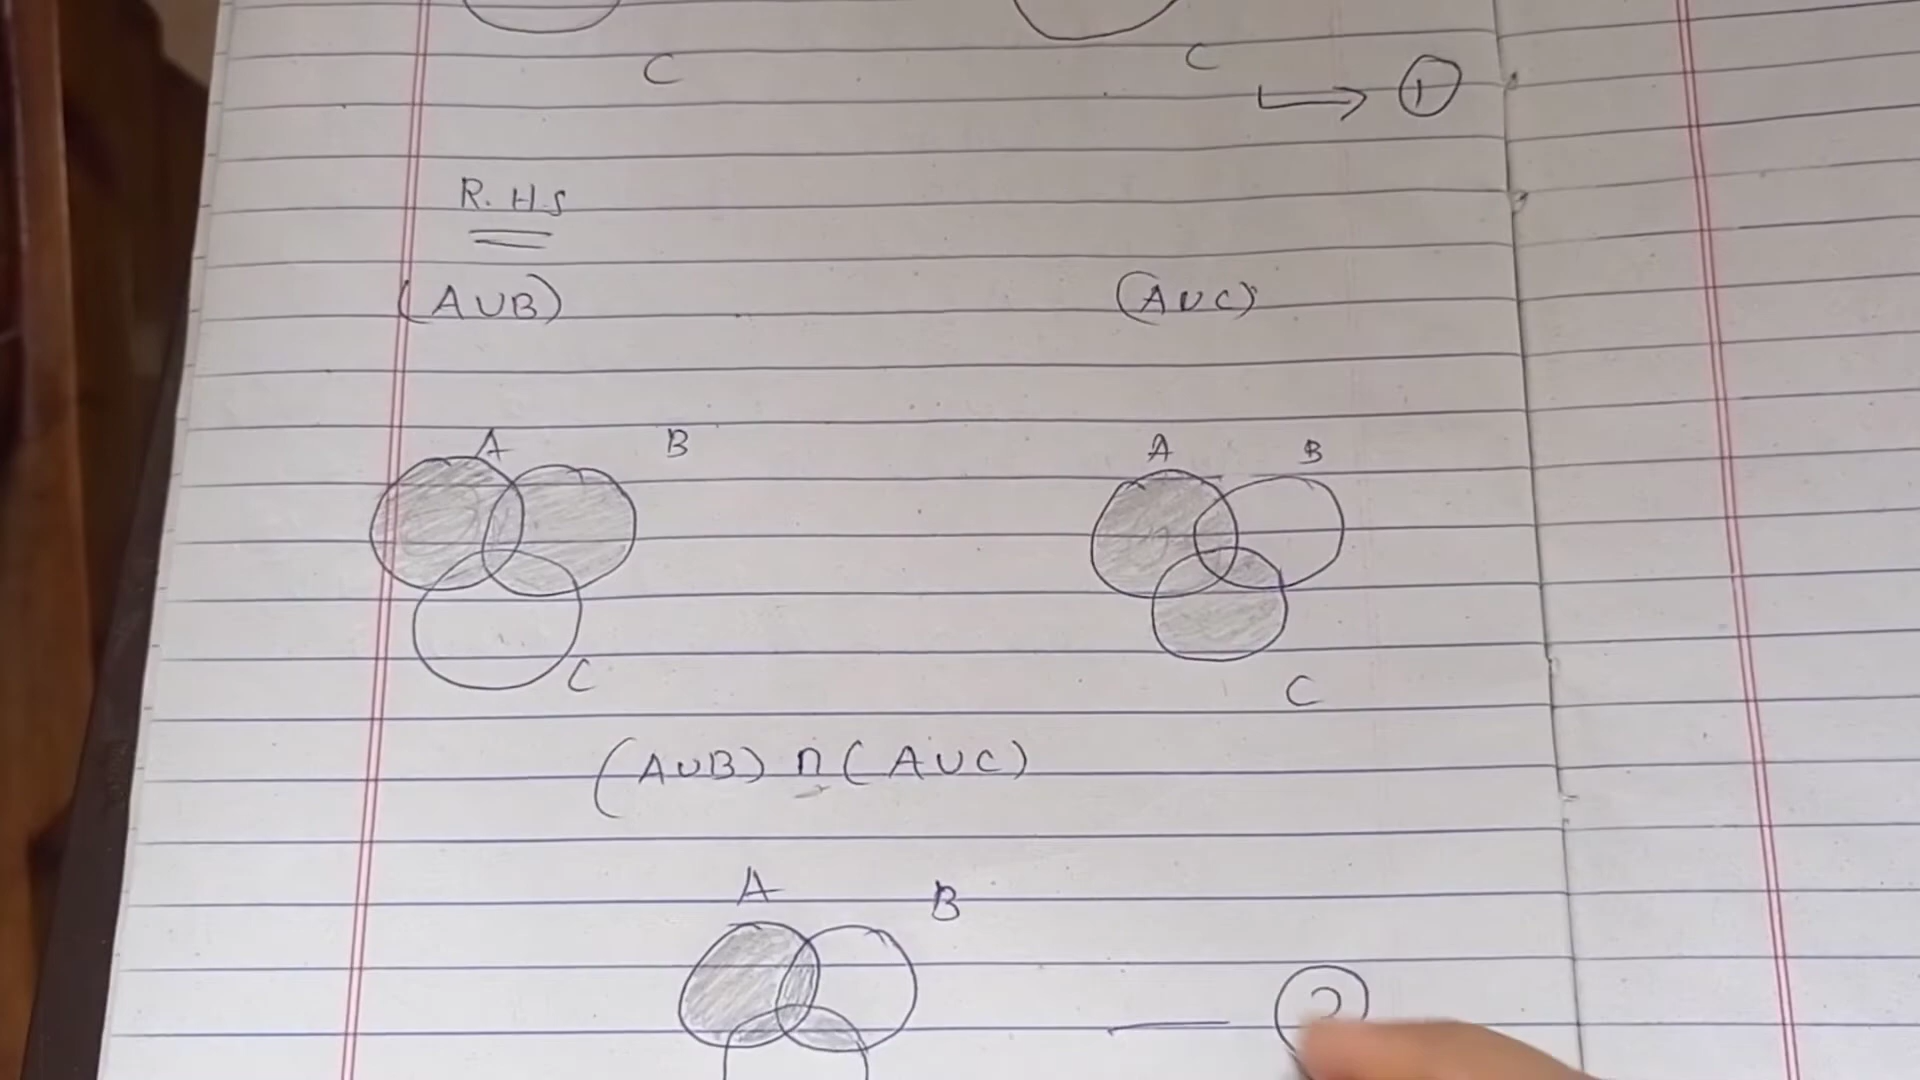 C C
→ ①
R.H.S
(A∪B) (A∪C)
A B A B
C C
(A∪B) ∩ (A∪C)
A B
②